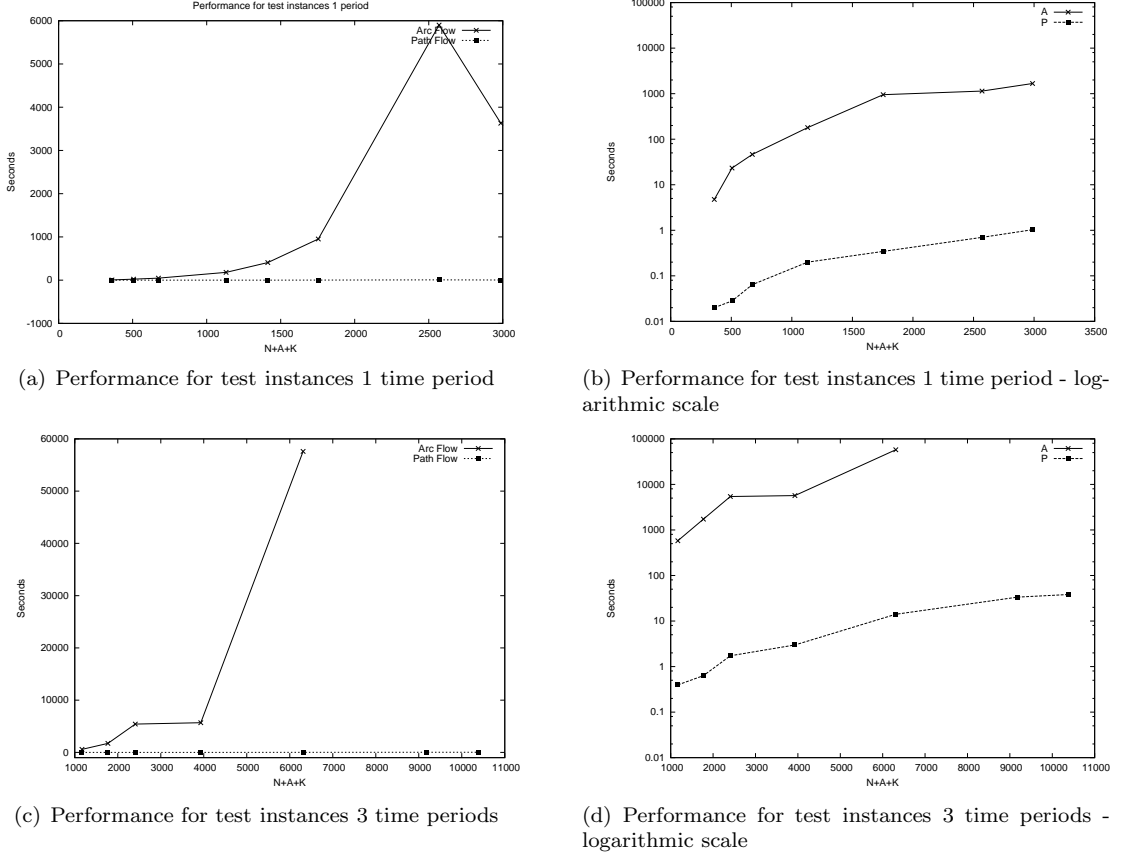 Performance for test instances 1 period
6000
5000
4000
3000
2000
1000
0
-1000
0 500 1000 1500 2000 2500 3000
Seconds
N+A+K
Arc Flow
Path Flow
(a) Performance for test instances 1 time period
100000
10000
1000
100
10
1
0.1
0.01
0 500 1000 1500 2000 2500 3000 3500
Seconds
N+A+K
A
P
(b) Performance for test instances 1 time period - log-
arithmic scale
60000
50000
40000
30000
20000
10000
0
1000 2000 3000 4000 5000 6000 7000 8000 9000 10000 11000
Seconds
N+A+K
Arc Flow
Path Flow
(c) Performance for test instances 3 time periods
100000
10000
1000
100
10
1
0.1
0.01
1000 2000 3000 4000 5000 6000 7000 8000 9000 10000 11000
Seconds
N+A+K
A
P
(d) Performance for test instances 3 time periods -
logarithmic scale